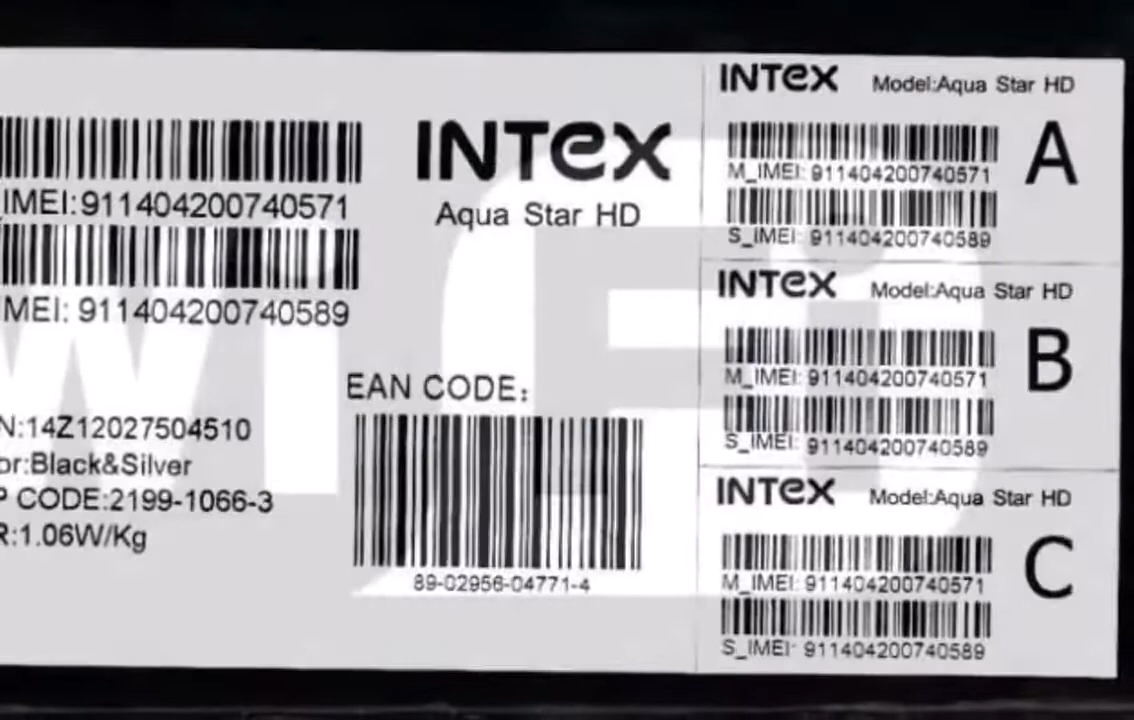 _IMEI:911404200740571
MEI: 911404200740589
INTex
Aqua Star HD
EAN CODE:
89-02956-04771-4
N:14Z12027504510
or:Black&Silver
P CODE:2199-1066-3
R:1.06W/Kg
INTex Model:Aqua Star HD
M_IMEI: 911404200740571
S_IMEI: 911404200740589
A
INTex Model:Aqua Star HD
M_IMEI: 911404200740571
S_IMEI: 911404200740589
B
INTex Model:Aqua Star HD
M_IMEI: 911404200740571
S_IMEI: 911404200740589
C